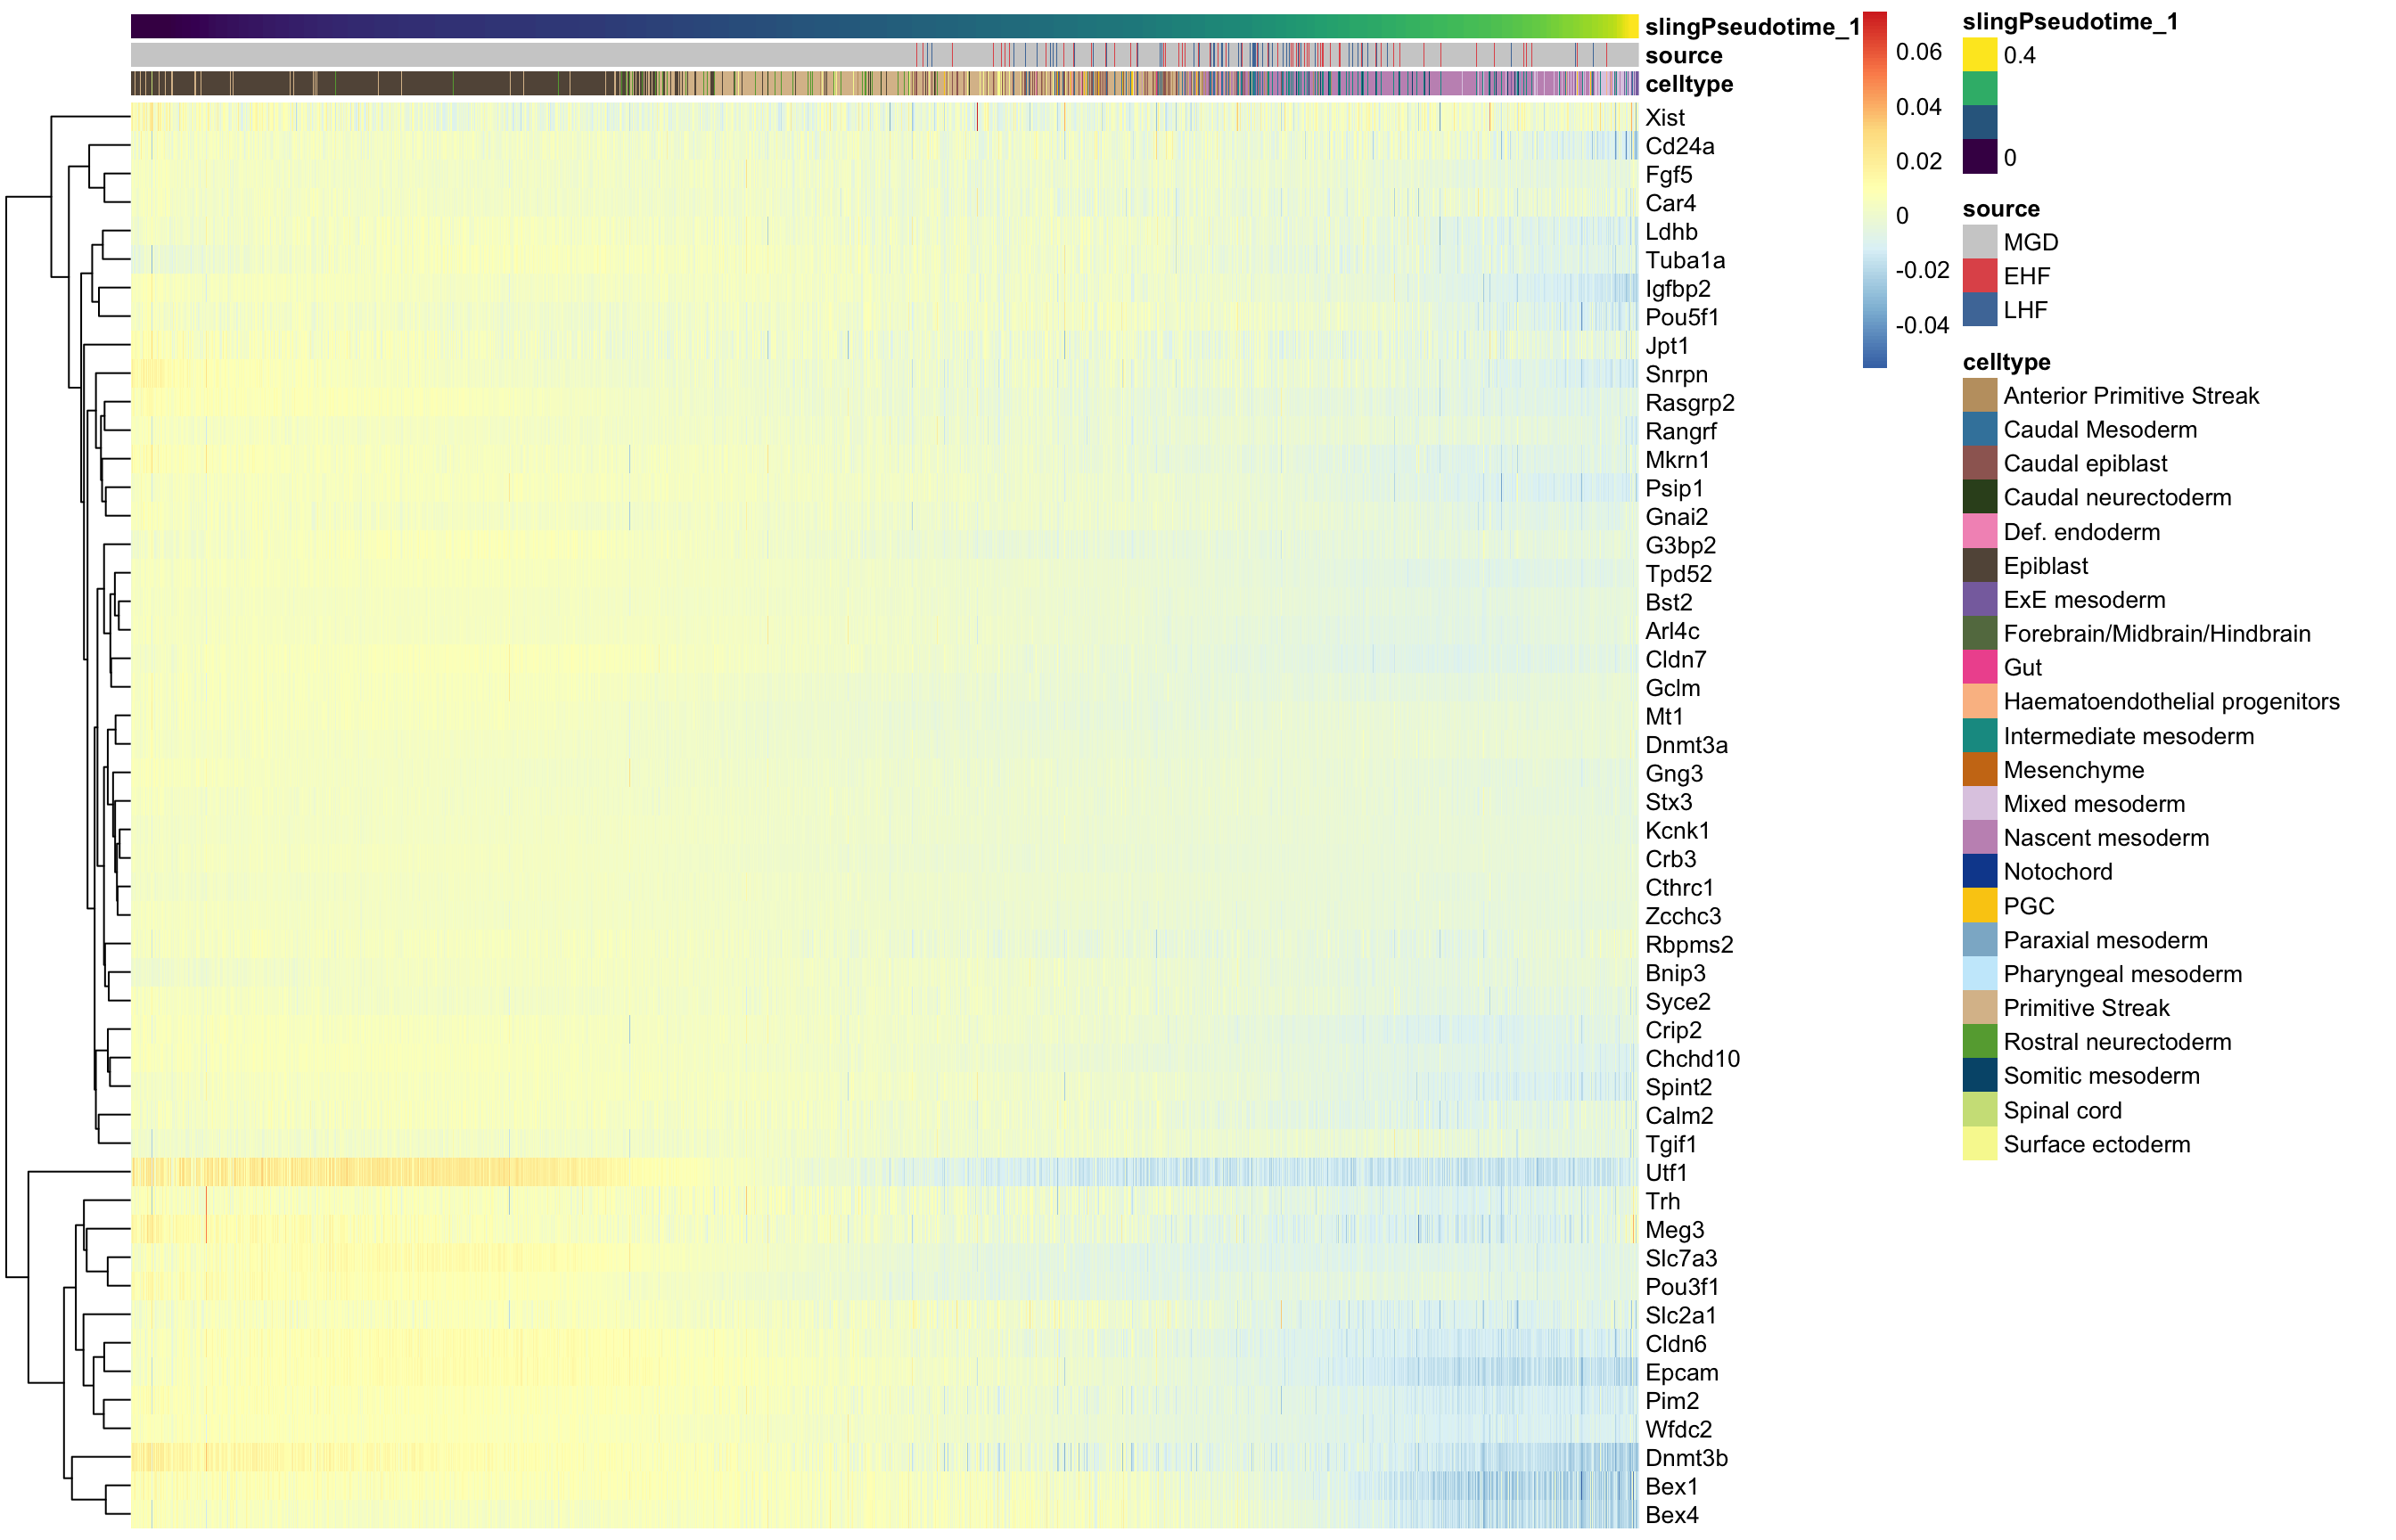 slingPseudotime_1
source
celltype
Xist
Cd24a
Fgf5
Car4
Ldhb
Tuba1a
Igfbp2
Pou5f1
Jpt1
Snrpn
Rasgrp2
Rangrf
Mkrn1
Psip1
Gnai2
G3bp2
Tpd52
Bst2
Arl4c
Cldn7
Gclm
Mt1
Dnmt3a
Gng3
Stx3
Kcnk1
Crb3
Cthrc1
Zcchc3
Rbpms2
Bnip3
Syce2
Crip2
Chchd10
Spint2
Calm2
Tgif1
Utf1
Trh
Meg3
Slc7a3
Pou3f1
Slc2a1
Cldn6
Epcam
Pim2
Wfdc2
Dnmt3b
Bex1
Bex4
0.06
0.04
0.02
0
-0.02
-0.04
slingPseudotime_1
0.4
0
source
MGD
EHF
LHF
celltype
Anterior Primitive Streak
Caudal Mesoderm
Caudal epiblast
Caudal neurectoderm
Def. endoderm
Epiblast
ExE mesoderm
Forebrain/Midbrain/Hindbrain
Gut
Haematoendothelial progenitors
Intermediate mesoderm
Mesenchyme
Mixed mesoderm
Nascent mesoderm
Notochord
PGC
Paraxial mesoderm
Pharyngeal mesoderm
Primitive Streak
Rostral neurectoderm
Somitic mesoderm
Spinal cord
Surface ectoderm